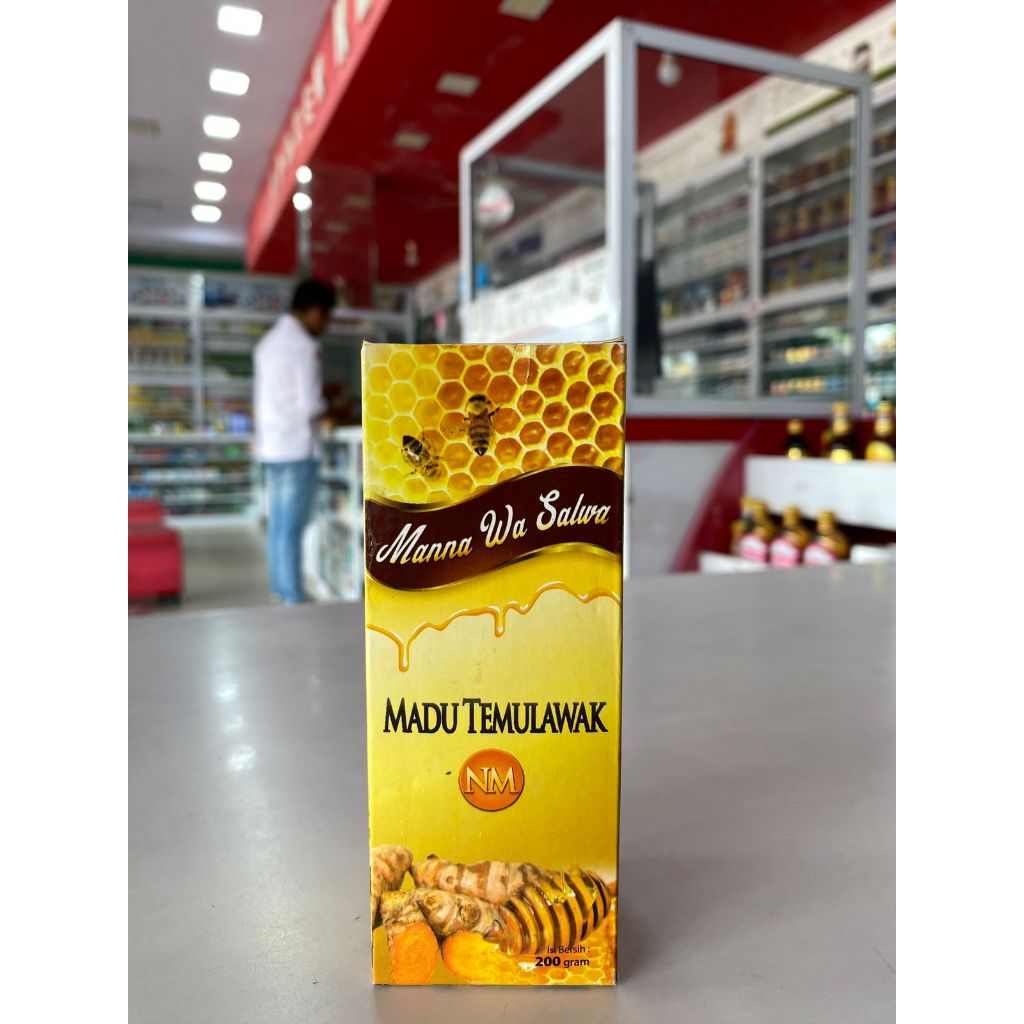 Manna Wa Salwa
MADU TEMULAWAK
NM
Isi Bersih :
200 gram